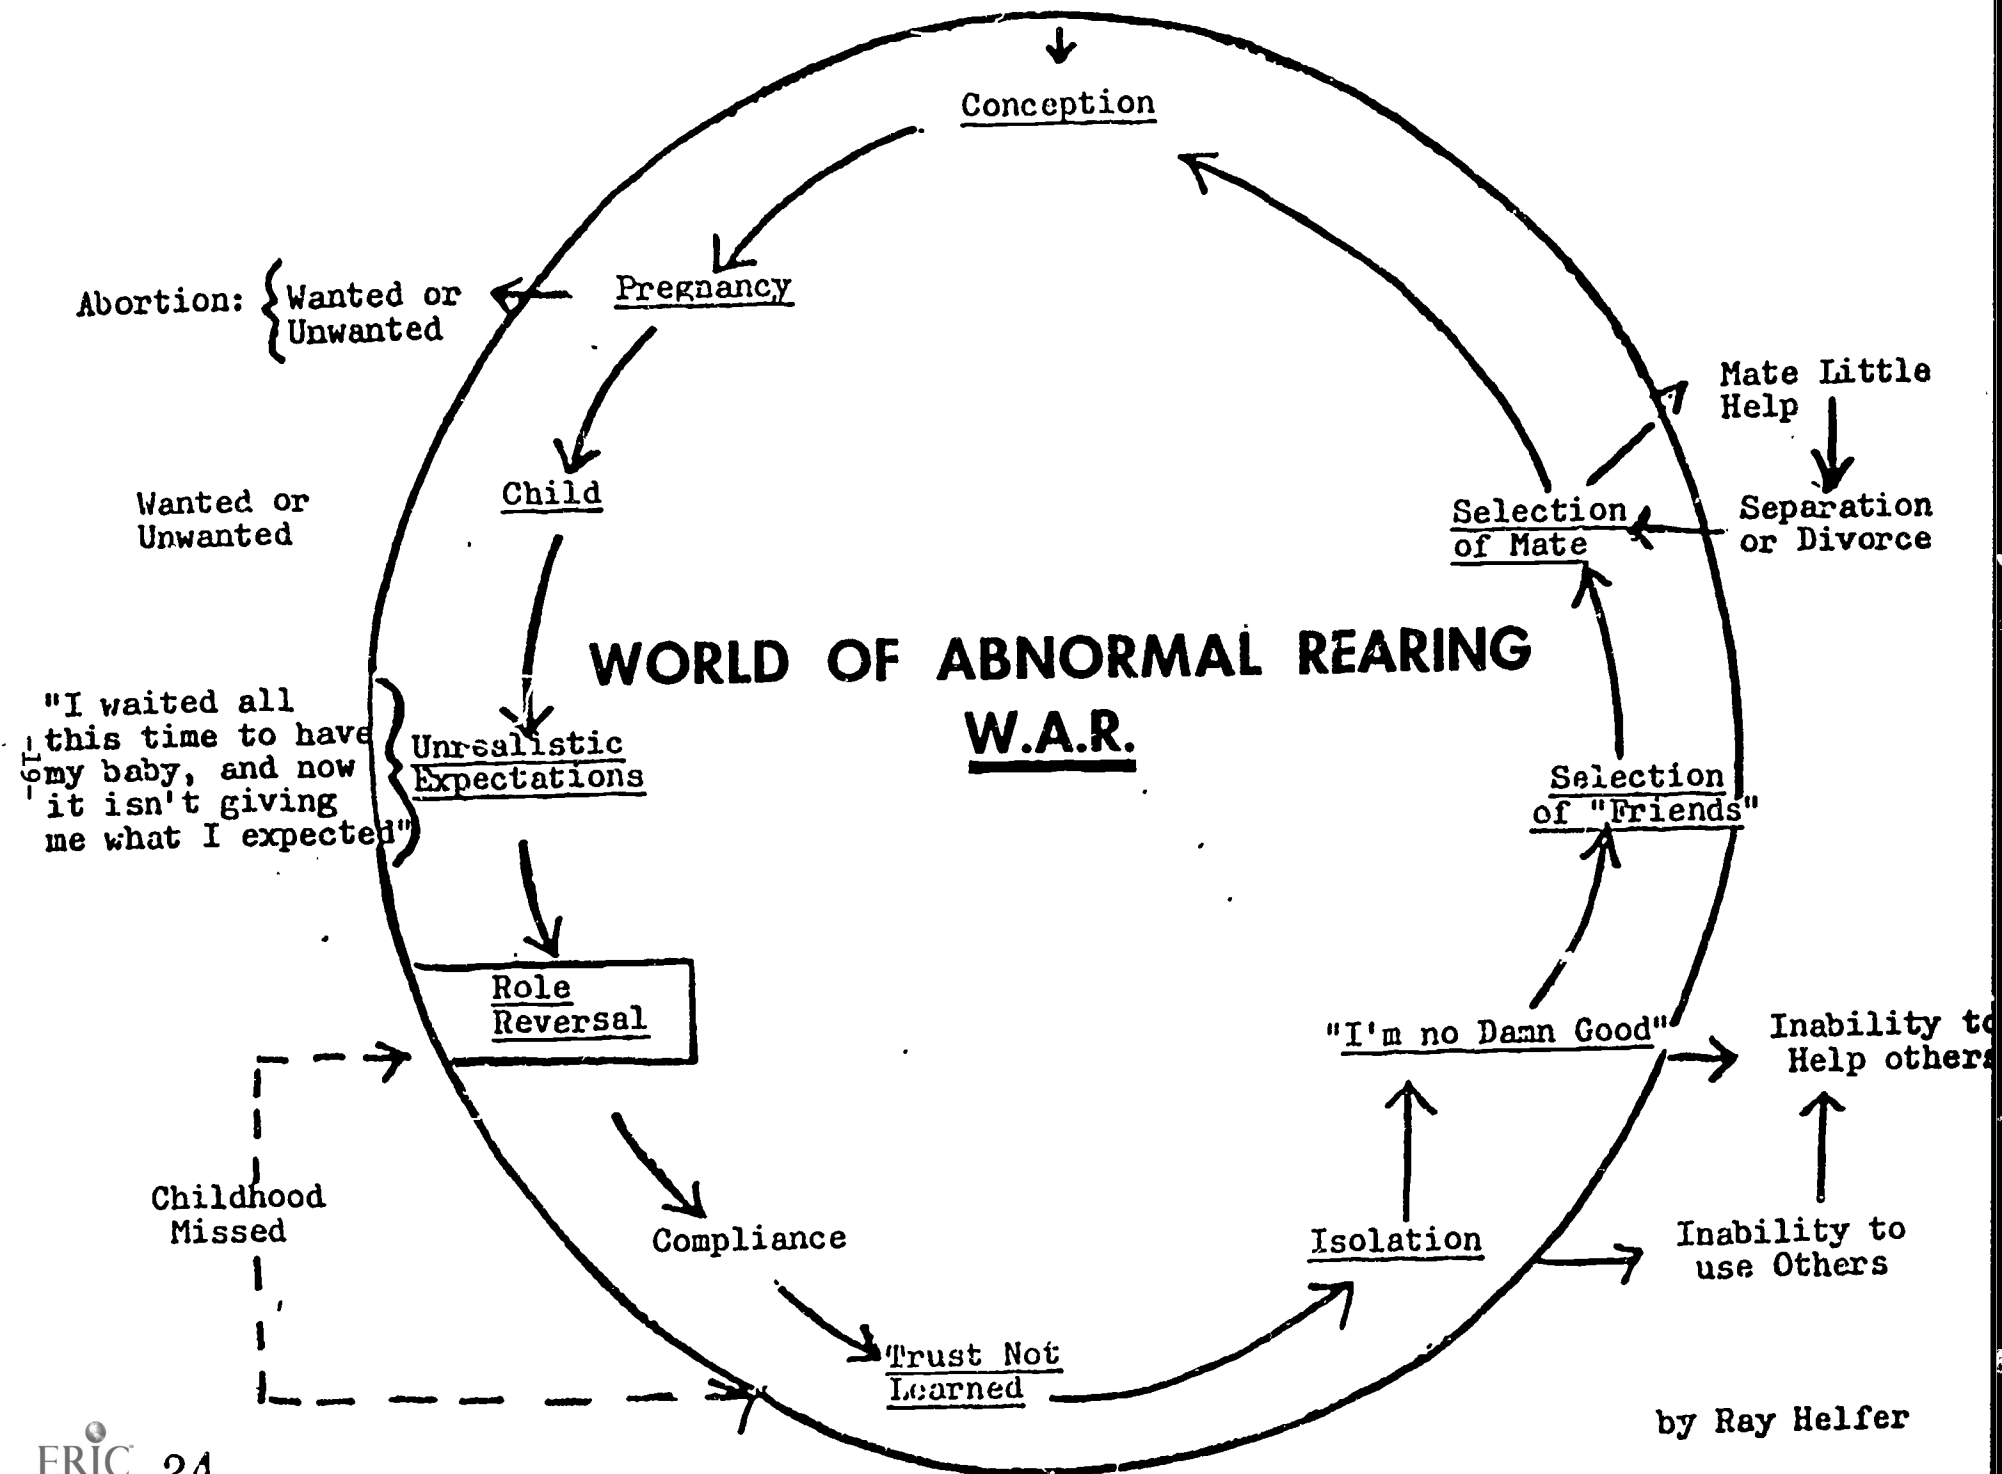 Conception
Pregnancy
Abortion:
Wanted or
Unwanted
Child
Wanted or
Unwanted
WORLD OF ABNORMAL REARING
W.A.R.
"I waited all
this time to have
my baby, and now
it isn't giving
me what I expected"
-19-
Unrealistic
Expectations
Role
Reversal
Childhood
Missed
Compliance
Trust Not
Learned
Isolation
Inability to
use Others
"I'm no Damn Good"
Inability to
Help others
Selection
of "Friends"
Selection
of Mate
Mate Little
Help
Separation
or Divorce
by Ray Helfer
ERIC
24